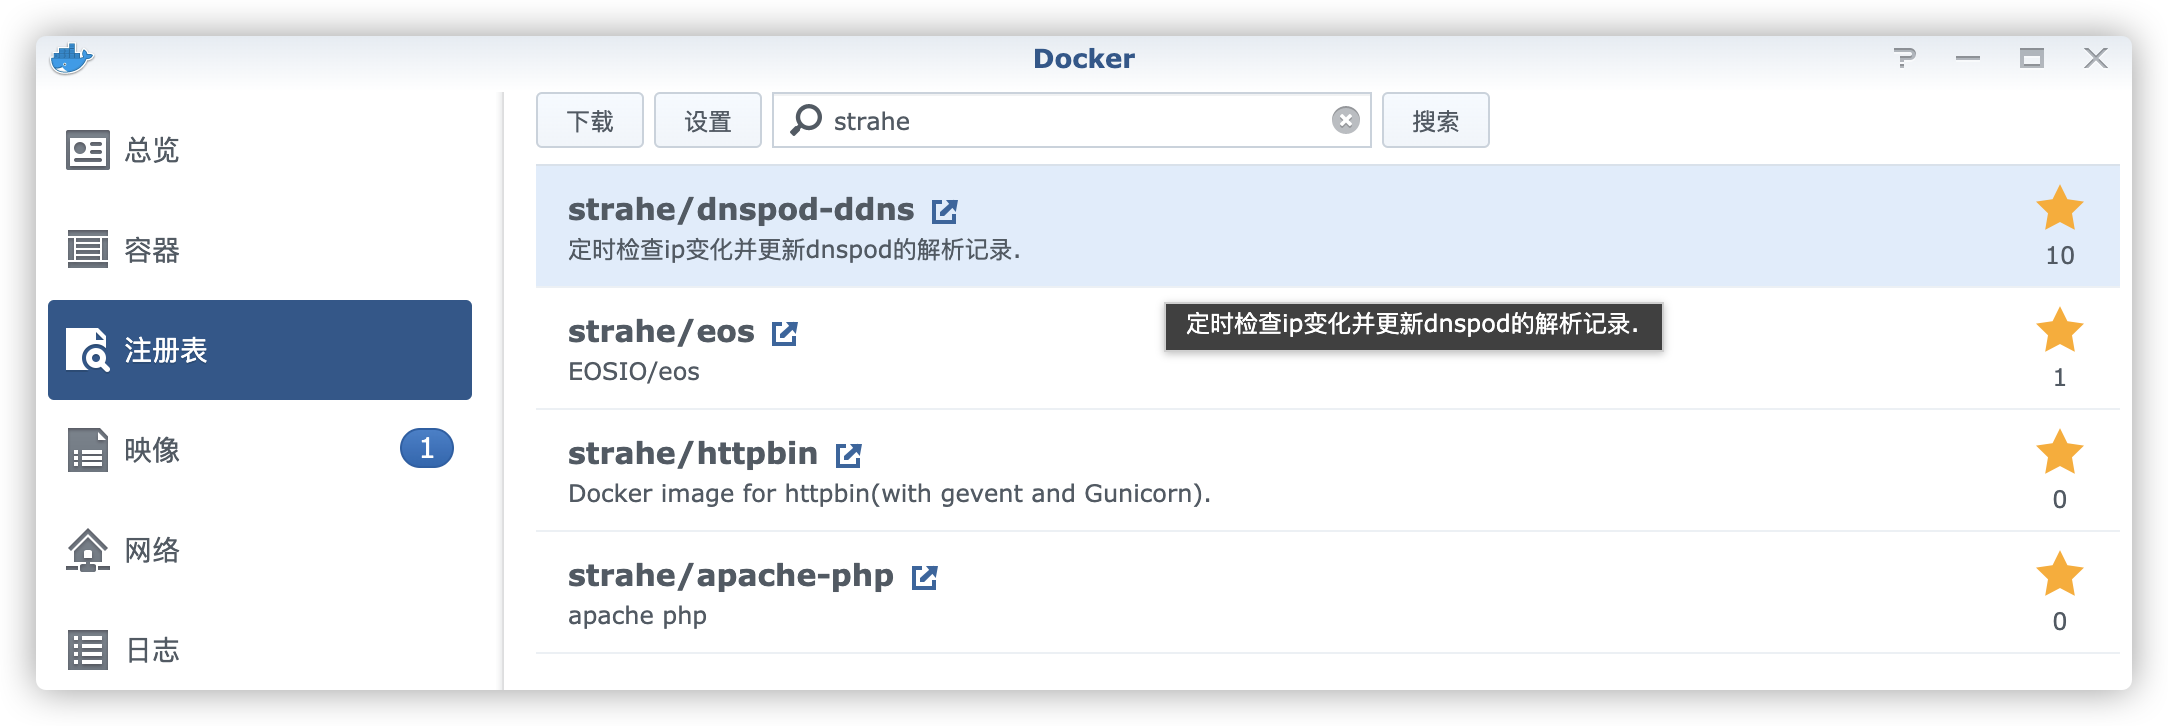 Docker
总览
容器
注册表
映像
1
网络
日志
下载
设置
strahe
搜索
strahe/dnspod-ddns
定时检查ip变化并更新dnspod的解析记录.
10
定时检查ip变化并更新dnspod的解析记录.
strahe/eos
EOSIO/eos
1
strahe/httpbin
Docker image for httpbin(with gevent and Gunicorn).
0
strahe/apache-php
apache php
0